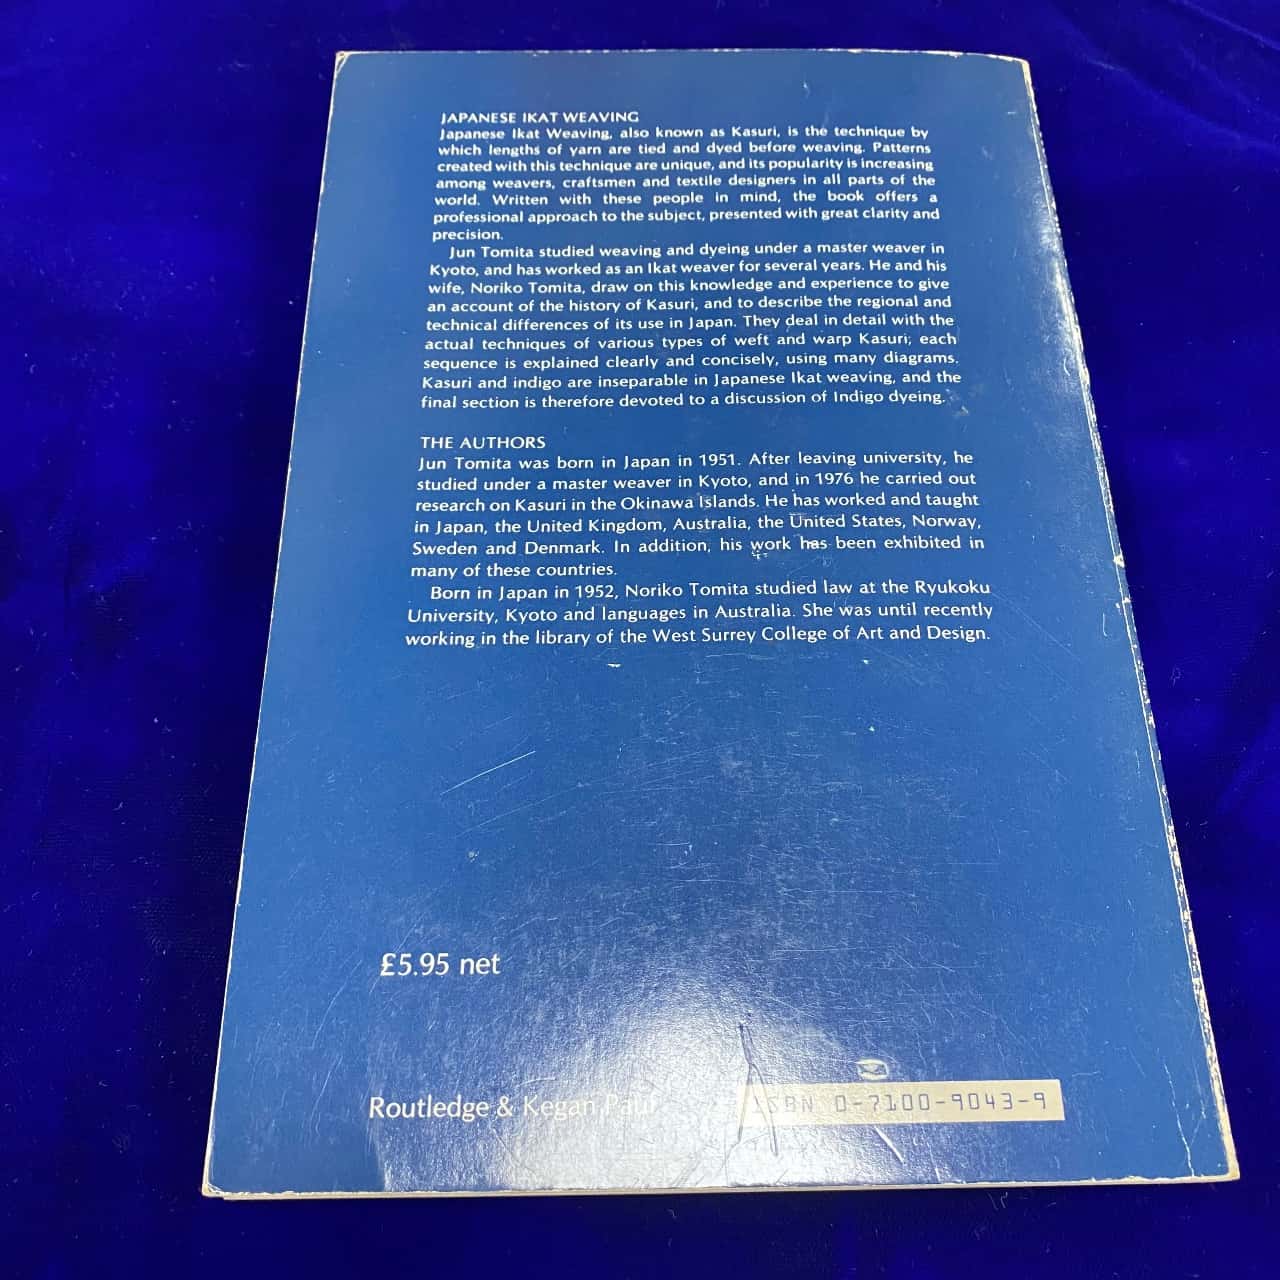 JAPANESE IKAT WEAVING
Japanese Ikat Weaving, also known as Kasuri, is the technique by
which lengths of yarn are tied and dyed before weaving. Patterns
created with this technique are unique, and its popularity is increasing
among weavers, craftsmen and textile designers in all parts of the
world. Written with these people in mind, the book offers a
professional approach to the subject, presented with great clarity and
precision.
Jun Tomita studied weaving and dyeing under a master weaver in
Kyoto, and has worked as an Ikat weaver for several years. He and his
wife, Noriko Tomita, draw on this knowledge and experience to give
an account of the history of Kasuri, and to describe the regional and
technical differences of its use in Japan. They deal in detail with the
actual techniques of various types of weft and warp Kasuri; each
sequence is explained clearly and concisely, using many diagrams.
Kasuri and indigo are inseparable in Japanese Ikat weaving, and the
final section is therefore devoted to a discussion of Indigo dyeing.
THE AUTHORS
Jun Tomita was born in Japan in 1951. After leaving university, he
studied under a master weaver in Kyoto, and in 1976 he carried out
research on Kasuri in the Okinawa Islands. He has worked and taught
in Japan, the United Kingdom, Australia, the United States, Norway,
Sweden and Denmark. In addition, his work has been exhibited in
many of these countries.
Born in Japan in 1952, Noriko Tomita studied law at the Ryukoku
University, Kyoto and languages in Australia. She was until recently
working in the library of the West Surrey College of Art and Design.
£5.95 net
Routledge & Kegan Paul
ISBN 0-7100-9043-9